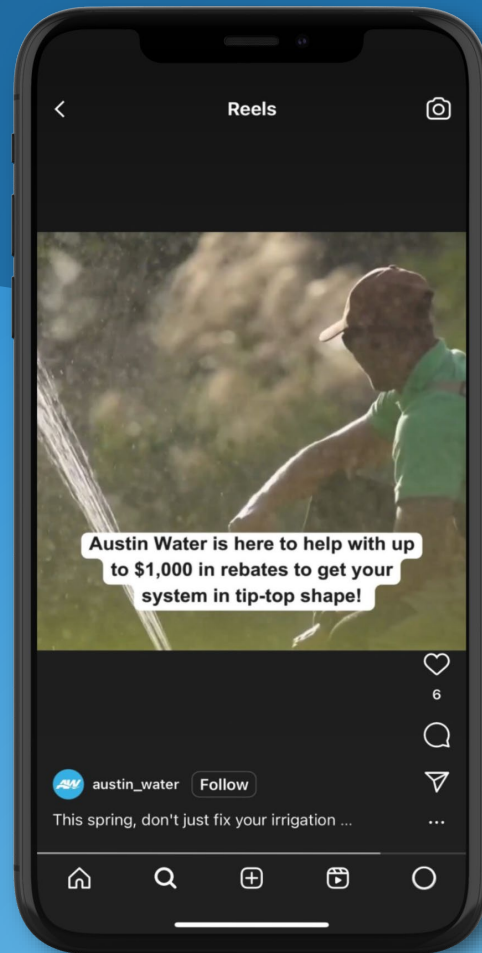 Reels
Austin Water is here to help with up
to $1,000 in rebates to get your
system in tip-top shape!
6
AW austin_water Follow
This spring, don't just fix your irrigation ...